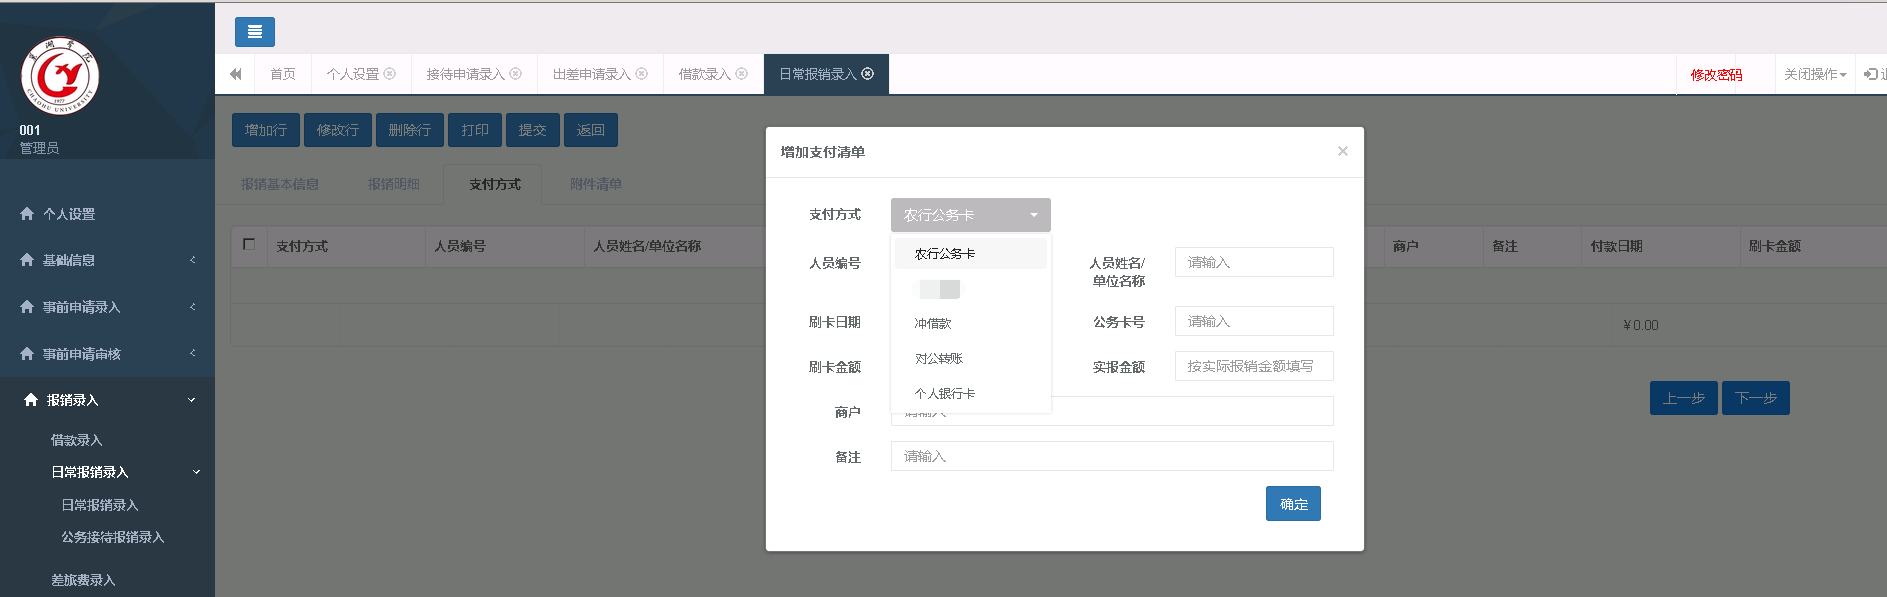 巢湖学院
1977
CHAOHU UNIVERSITY
001
管理员
个人设置
基础信息
事前申请录入
事前申请审核
报销录入
借款录入
日常报销录入
日常报销录入
公务接待报销录入
差旅费录入
首页 个人设置 接待申请录入 出差申请录入 借款录入 日常报销录入 修改密码 关闭操作
增加行 修改行 删除行 打印 提交 返回
报销基本信息 报销明细 支付方式 附件清单
支付方式 人员编号 人员姓名/单位名称 商户 备注 付款日期 刷卡金额
¥0.00
上一步 下一步
增加支付清单 ×
支付方式 农行公务卡
农行公务卡
冲借款
对公转账
个人银行卡
人员编号 人员姓名/
单位名称 请输入
刷卡日期 公务卡号 请输入
刷卡金额 实报金额 按实际报销金额填写
商户 请输入
备注 请输入
确定